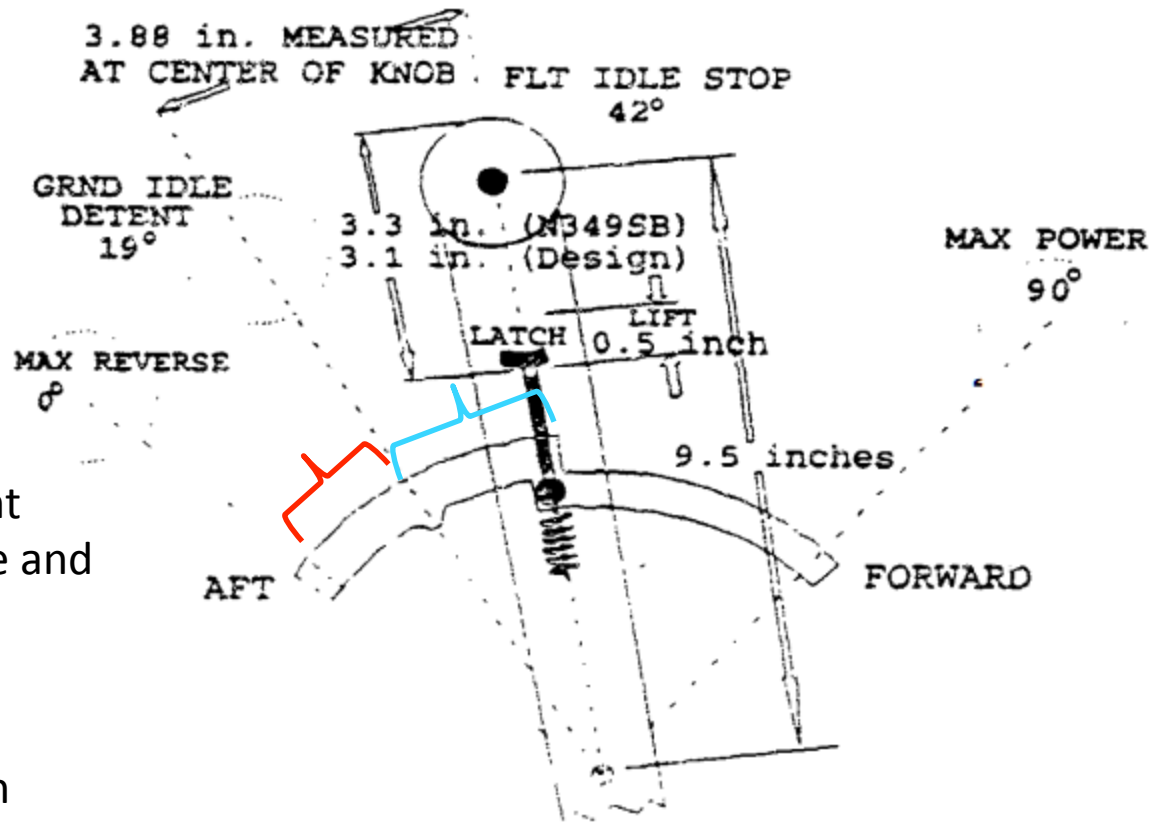 3.88 in. MEASURED
AT CENTER OF KNOB
FLT IDLE STOP
42°
GRND IDLE
DETENT
19°
3.3 in. (N349SB)
3.1 in. (Design)
MAX POWER
90°
LATCH
LIFT
0.5 inch
MAX REVERSE
0°
9.5 inches
nt
e and
AFT
FORWARD
n